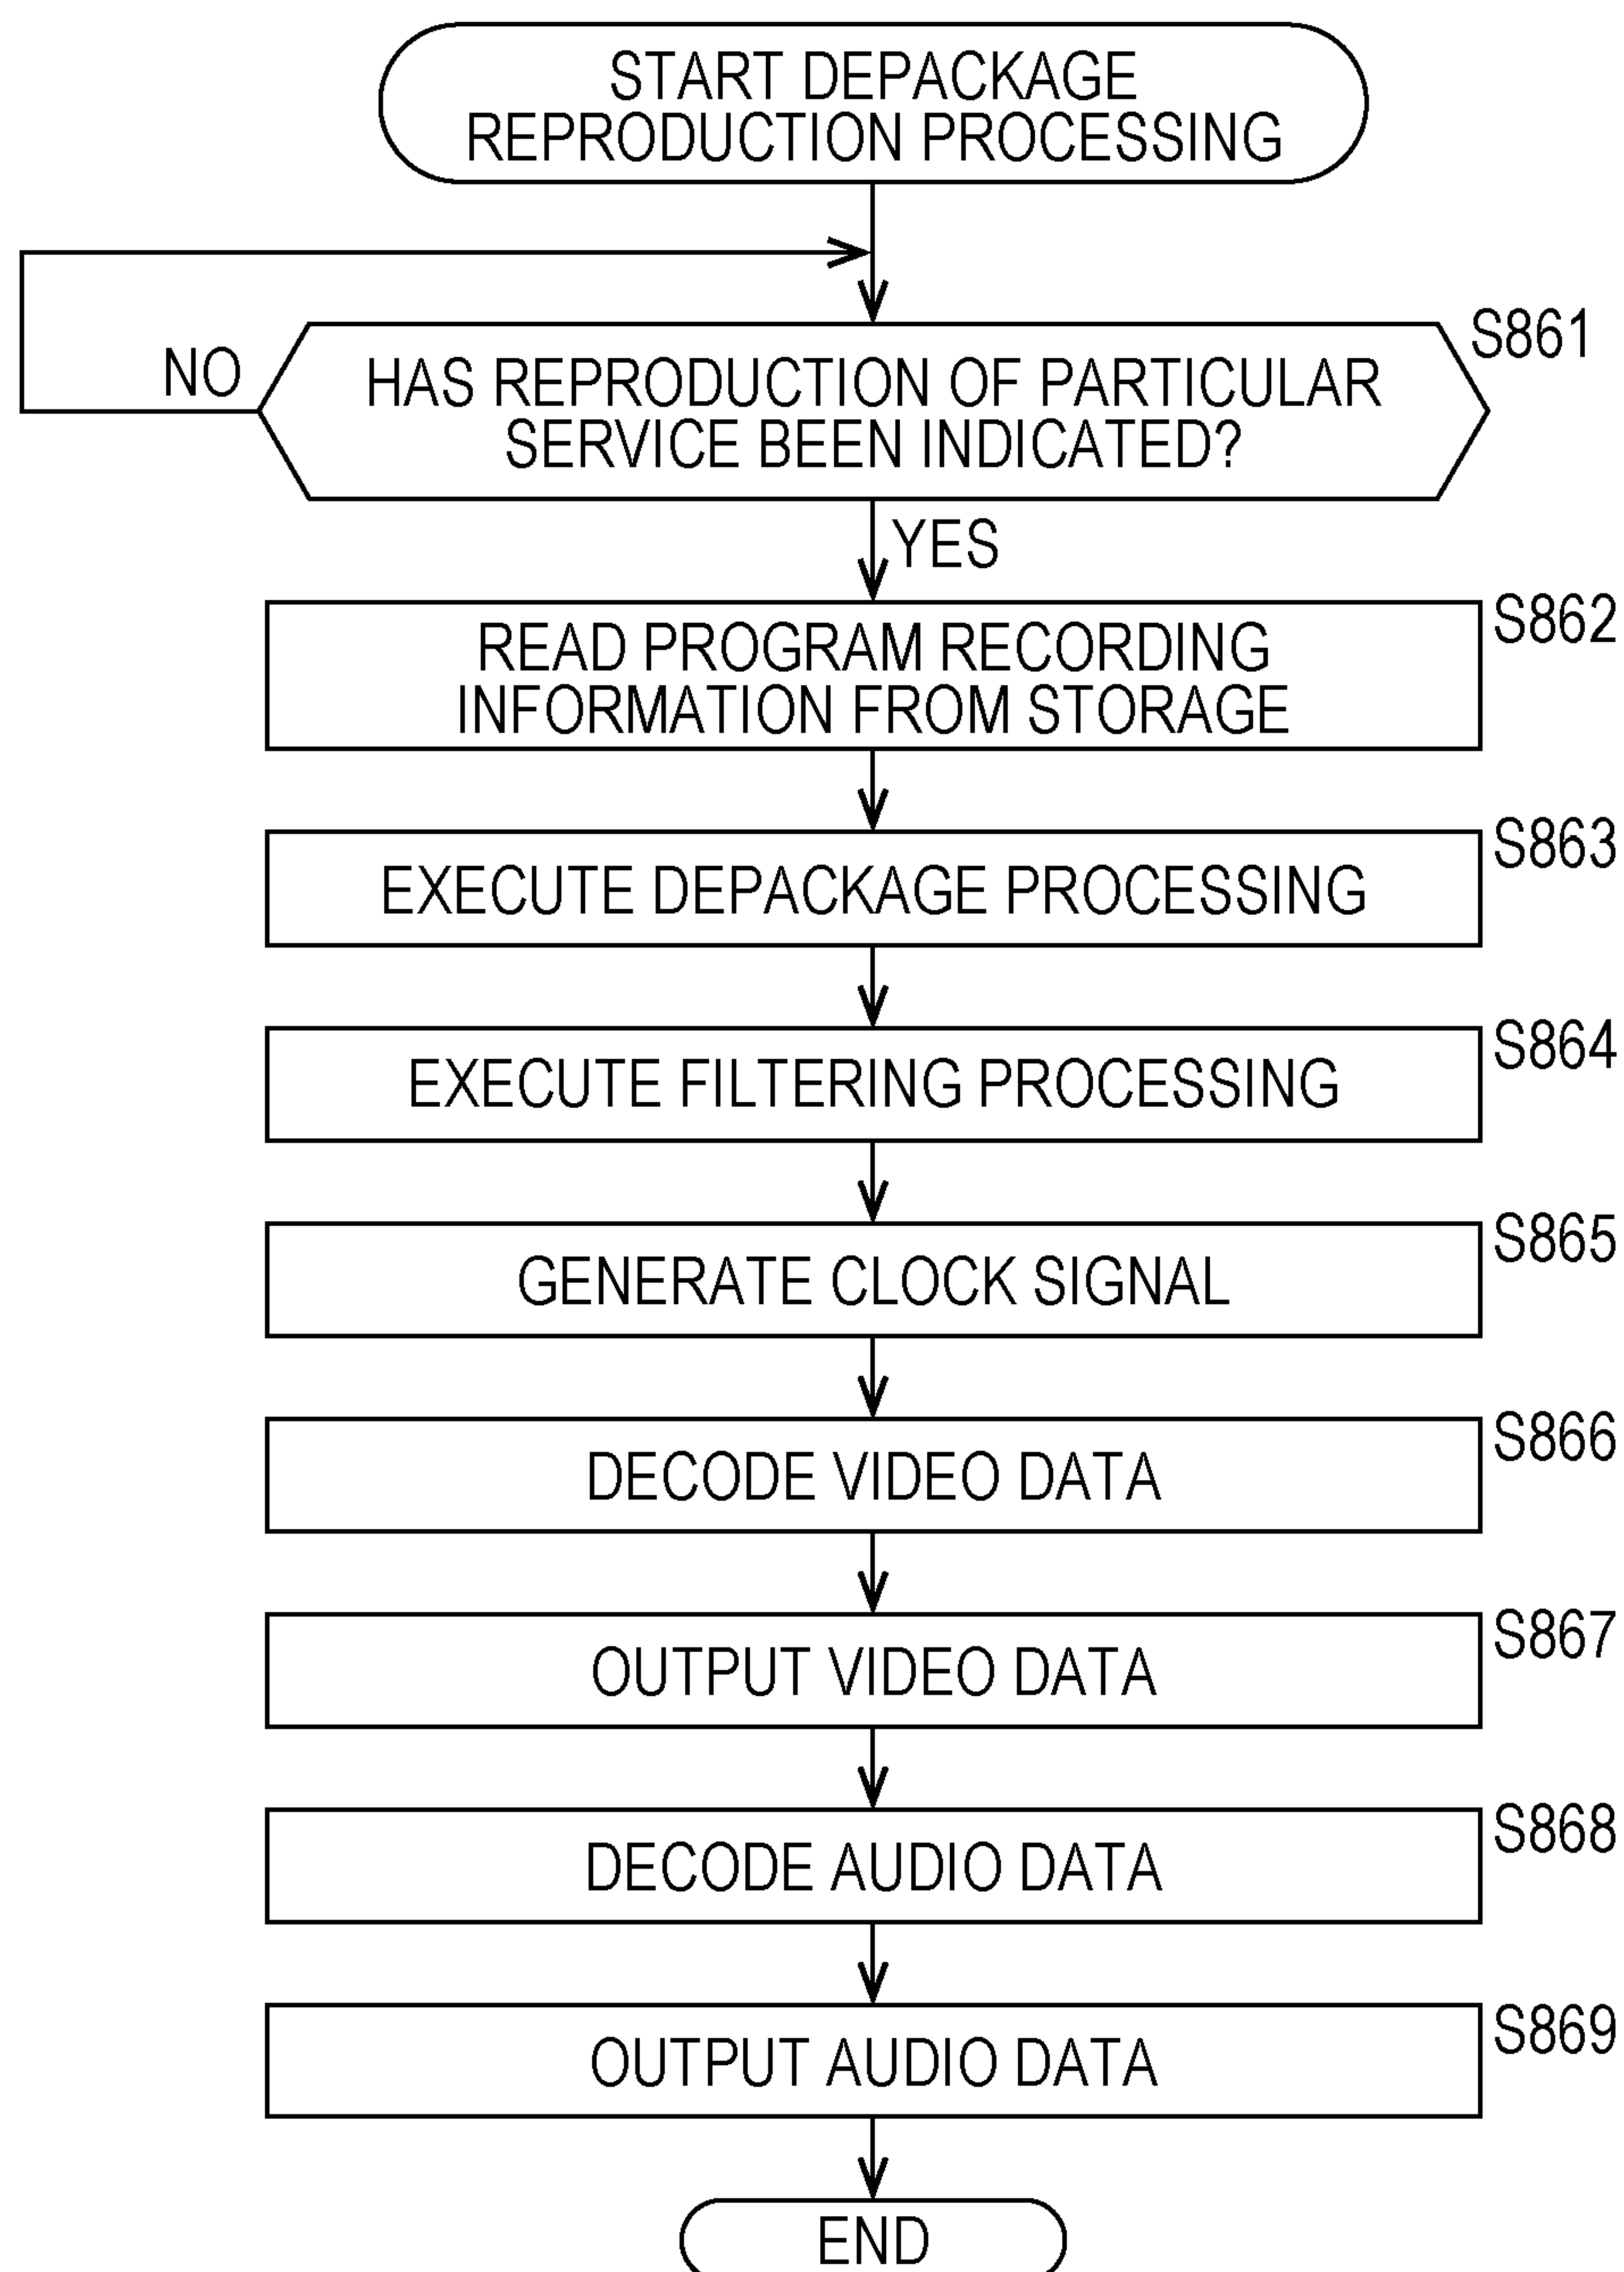 START DEPACKAGE
REPRODUCTION PROCESSING
S861
NO
HAS REPRODUCTION OF PARTICULAR
SERVICE BEEN INDICATED?
YES
S862
READ PROGRAM RECORDING
INFORMATION FROM STORAGE
S863
EXECUTE DEPACKAGE PROCESSING
S864
EXECUTE FILTERING PROCESSING
S865
GENERATE CLOCK SIGNAL
S866
DECODE VIDEO DATA
S867
OUTPUT VIDEO DATA
S868
DECODE AUDIO DATA
S869
OUTPUT AUDIO DATA
END